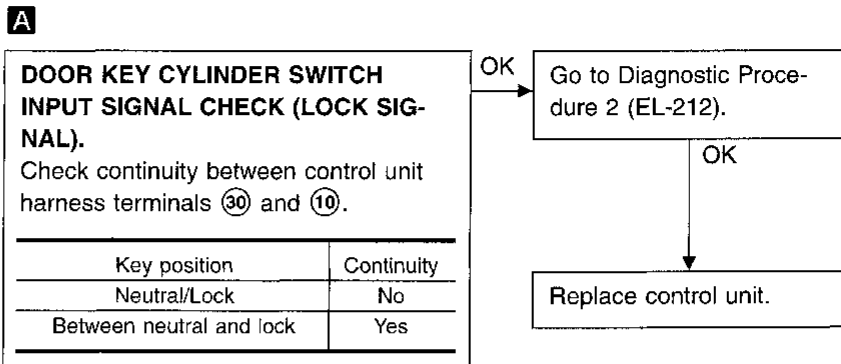 A
DOOR KEY CYLINDER SWITCH
INPUT SIGNAL CHECK (LOCK SIG-
NAL).
Check continuity between control unit
harness terminals 30 and 10.
Key position Continuity
Neutral/Lock No
Between neutral and lock Yes
OK
Go to Diagnostic Proce-
dure 2 (EL-212).
OK
Replace control unit.